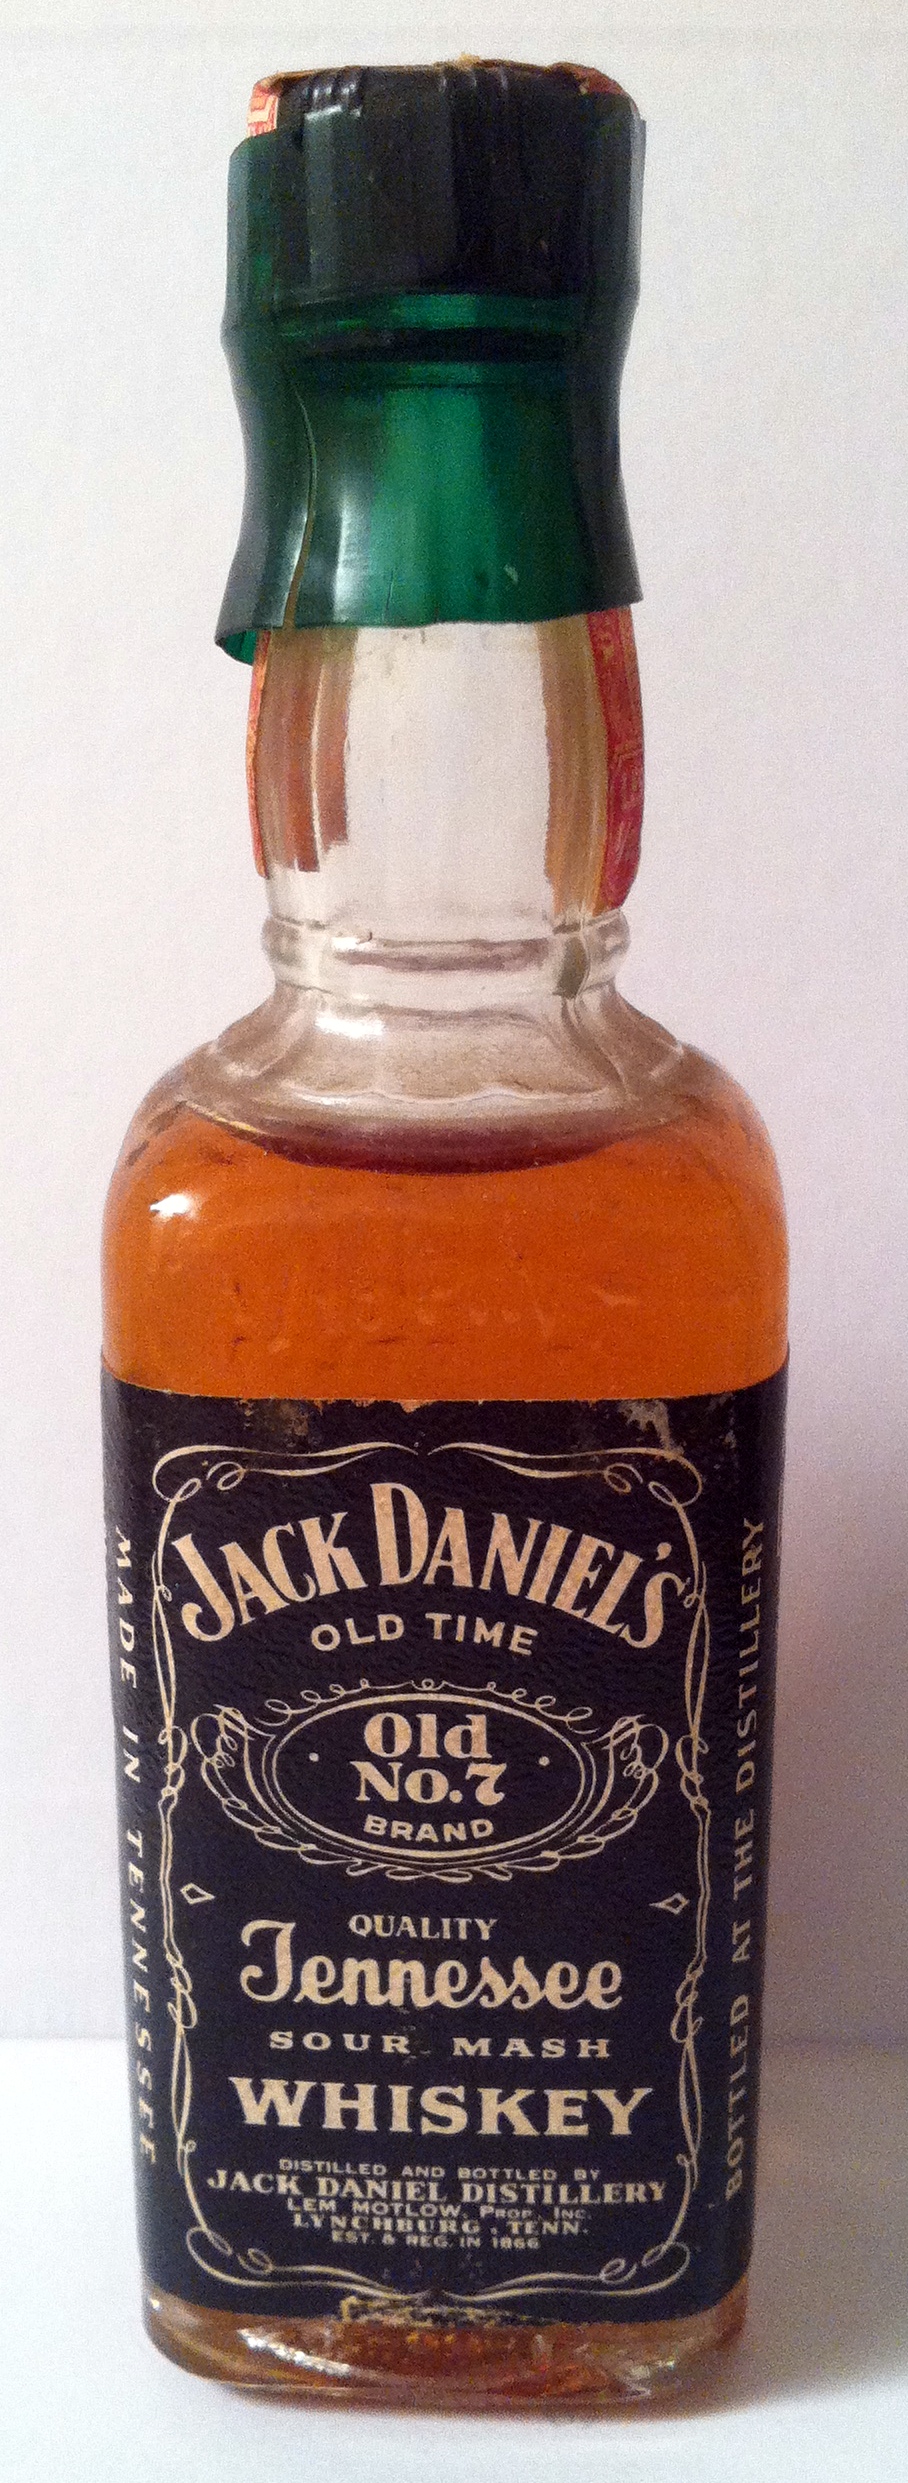 JACK DANIEL'S
OLD TIME
Old
No.7
BRAND
QUALITY
Tennessee
SOUR MASH
WHISKEY
DISTILLED AND BOTTLED BY
JACK DANIEL DISTILLERY
LEM MOTLOW, PROP., INC.
LYNCHBURG, TENN.
EST. & REG. IN 1866
MADE IN TENNESSEE
BOTTLED AT THE DISTILLERY